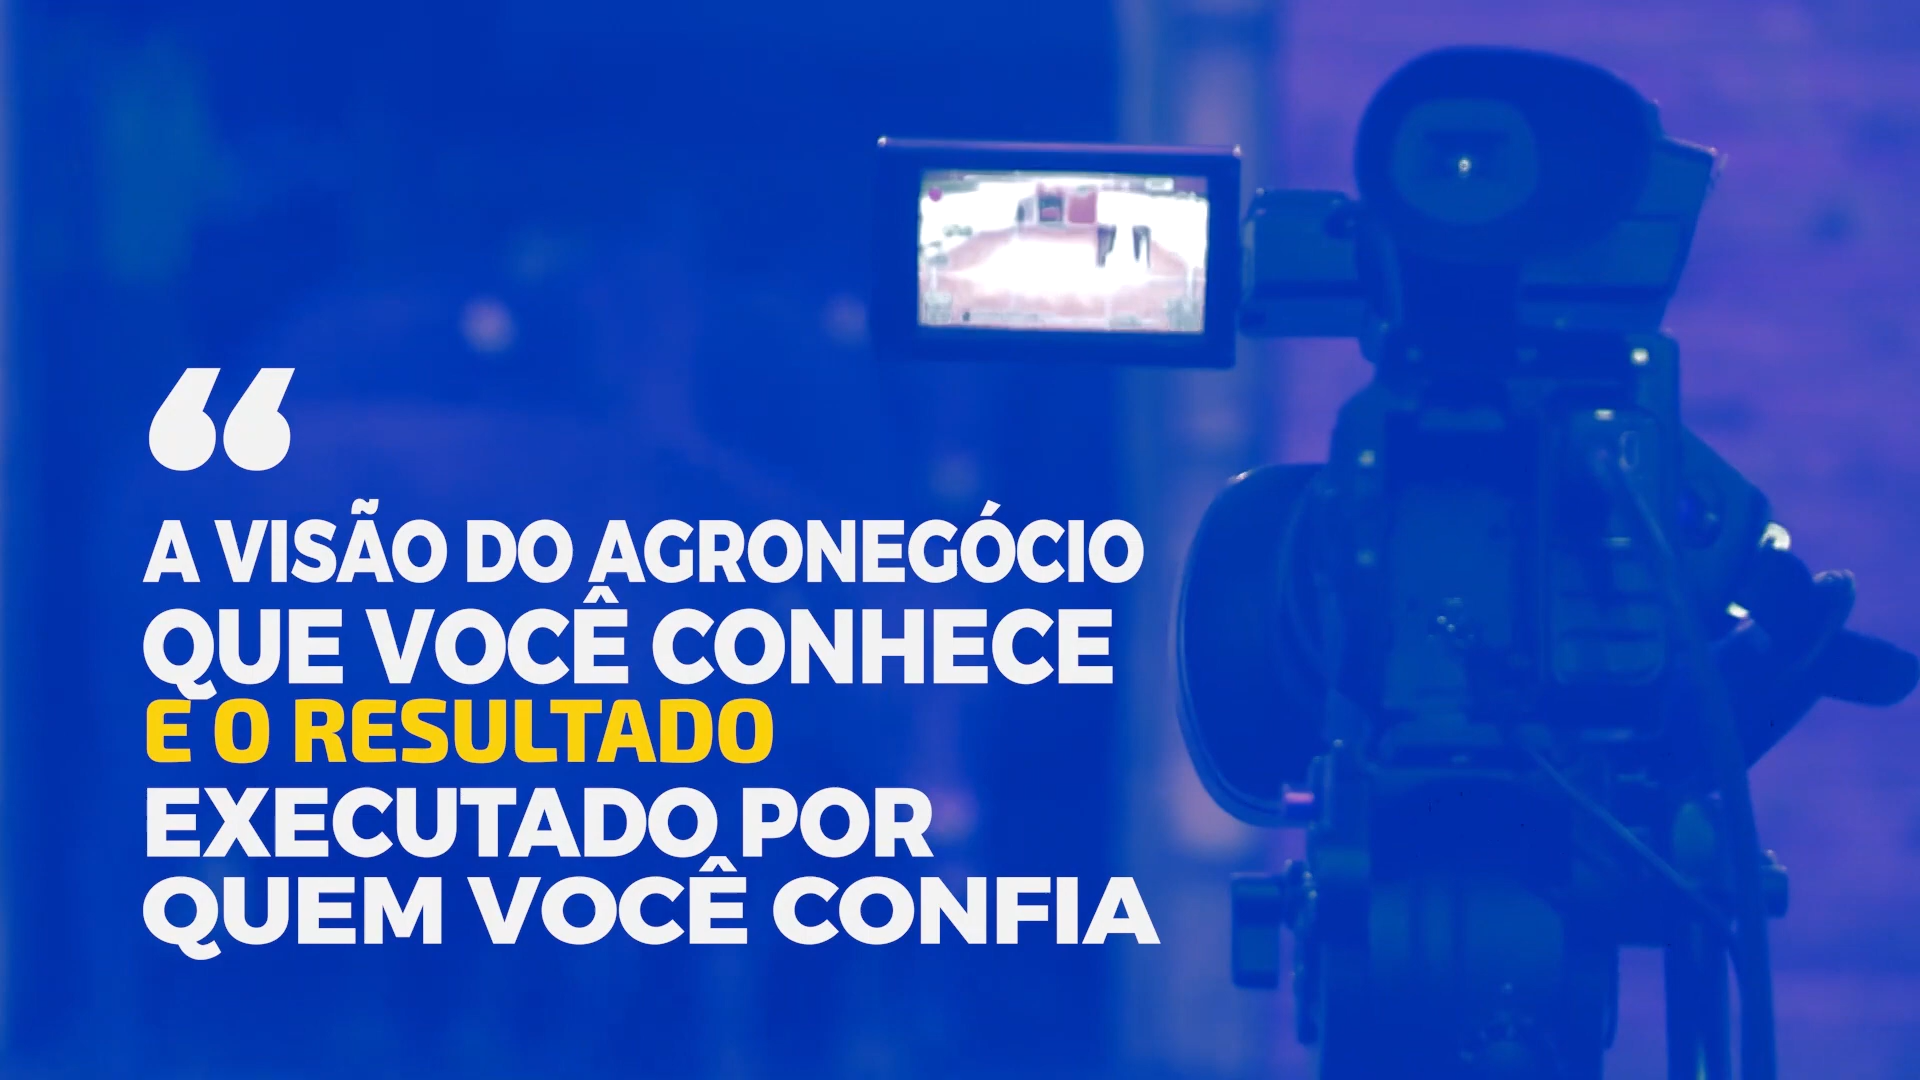 “
A VISÃO DO AGRONEGÓCIO
QUE VOCÊ CONHECE
E O RESULTADO
EXECUTADO POR
QUEM VOCÊ CONFIA